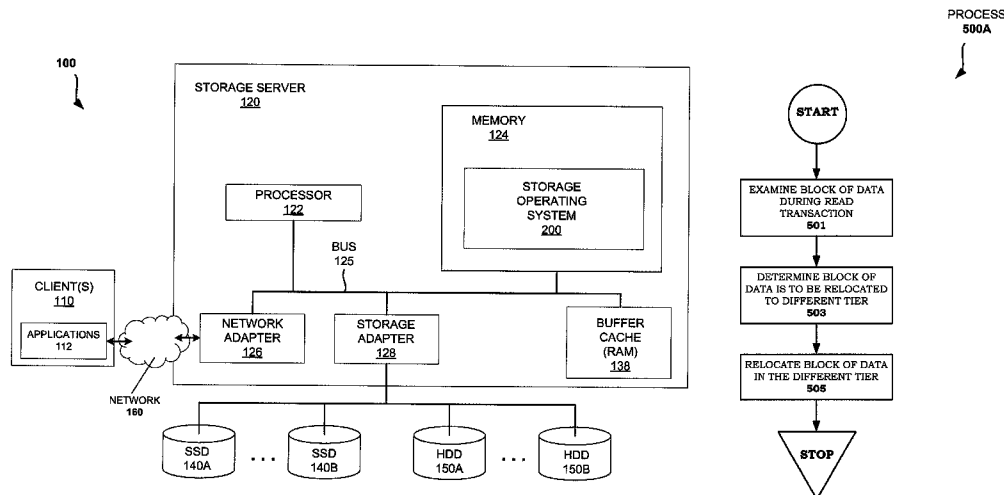 100
STORAGE SERVER
120
MEMORY
124
STORAGE
OPERATING
SYSTEM
200
PROCESSOR
122
BUS
125
CLIENT(S)
110
APPLICATIONS
112
NETWORK
160
NETWORK
ADAPTER
126
STORAGE
ADAPTER
128
BUFFER
CACHE
(RAM)
138
SSD
140A
...
SSD
140B
HDD
150A
...
HDD
150B
PROCESS
500A
START
EXAMINE BLOCK OF DATA
DURING READ
TRANSACTION
501
DETERMINE BLOCK OF
DATA IS TO BE RELOCATED
TO DIFFERENT TIER
503
RELOCATE BLOCK OF DATA
IN THE DIFFERENT TIER
505
STOP